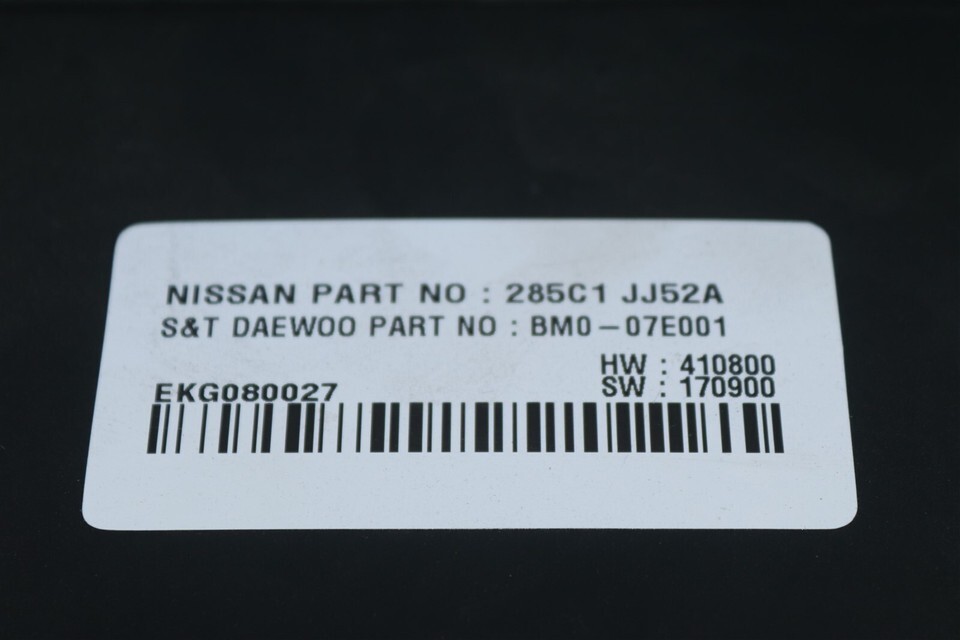 NISSAN PART NO : 285C1 JJ52A
S&T DAEWOO PART NO : BM0-07E001
HW : 410800
SW : 170900
EKG080027